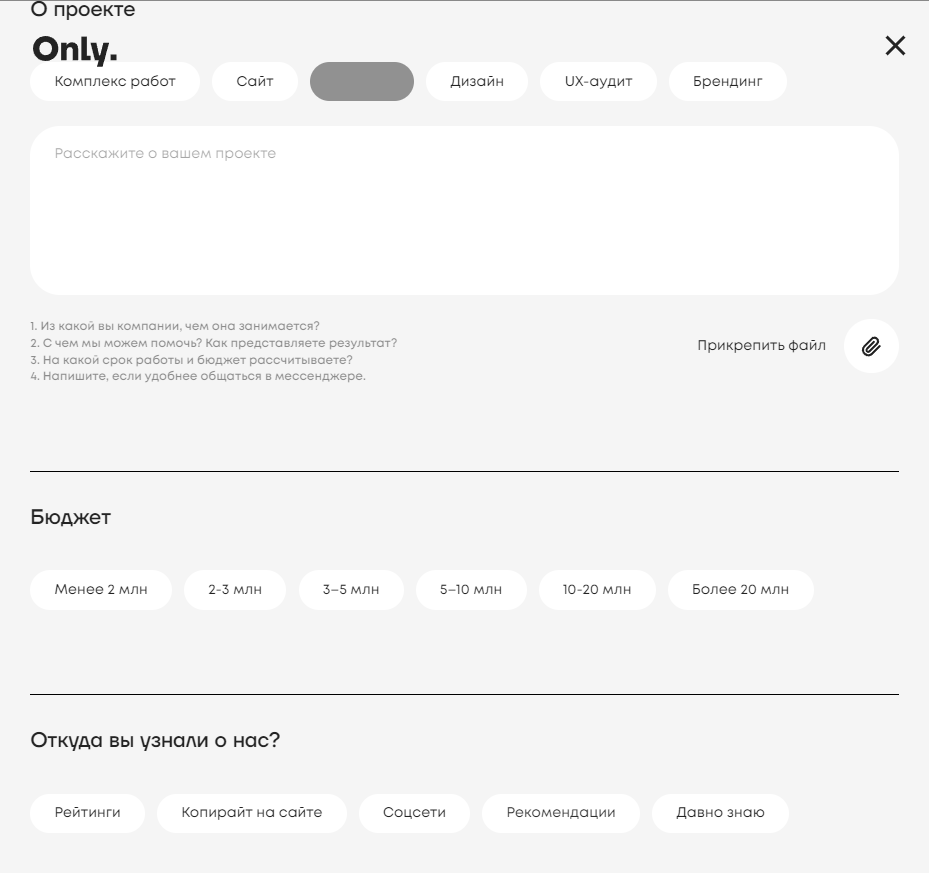 О проекте
Only.
Комплекс работ
Сайт
Дизайн
UX-аудит
Брендинг
Расскажите о вашем проекте
1. Из какой вы компании, чем она занимается?
2. С чем мы можем помочь? Как представляете результат?
3. На какой срок работы и бюджет рассчитываете?
4. Напишите, если удобнее общаться в мессенджере.
Прикрепить файл
Бюджет
Менее 2 млн
2-3 млн
3–5 млн
5–10 млн
10-20 млн
Более 20 млн
Откуда вы узнали о нас?
Рейтинги
Копирайт на сайте
Соцсети
Рекомендации
Давно знаю